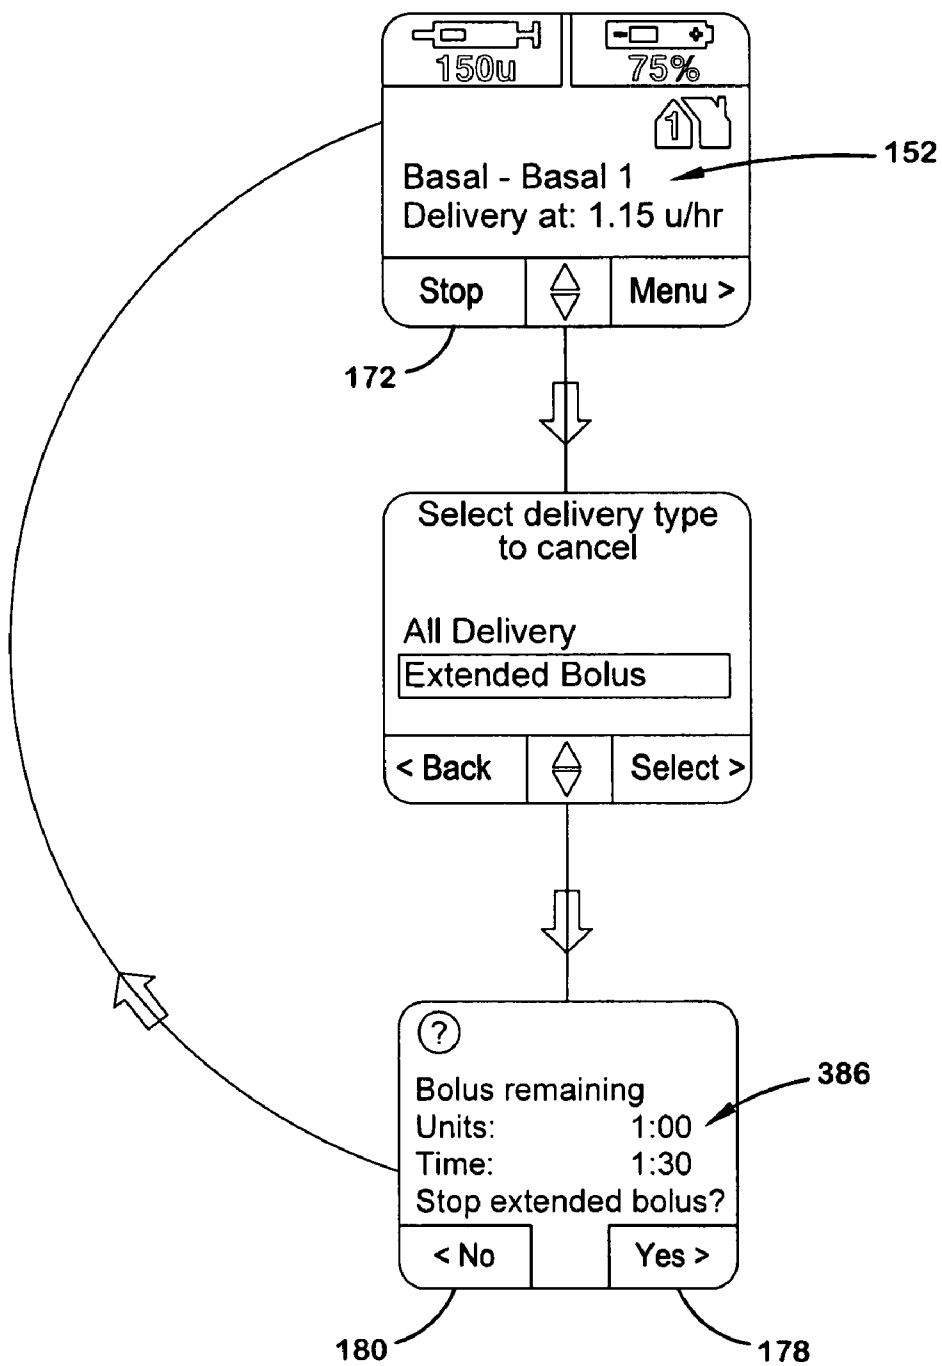 150u
75%
1
152
Basal - Basal 1
Delivery at: 1.15 u/hr
Stop
Menu >
172
Select delivery type
to cancel
All Delivery
Extended Bolus
< Back
Select >
?
386
Bolus remaining
Units: 1:00
Time: 1:30
Stop extended bolus?
< No
Yes >
180
178